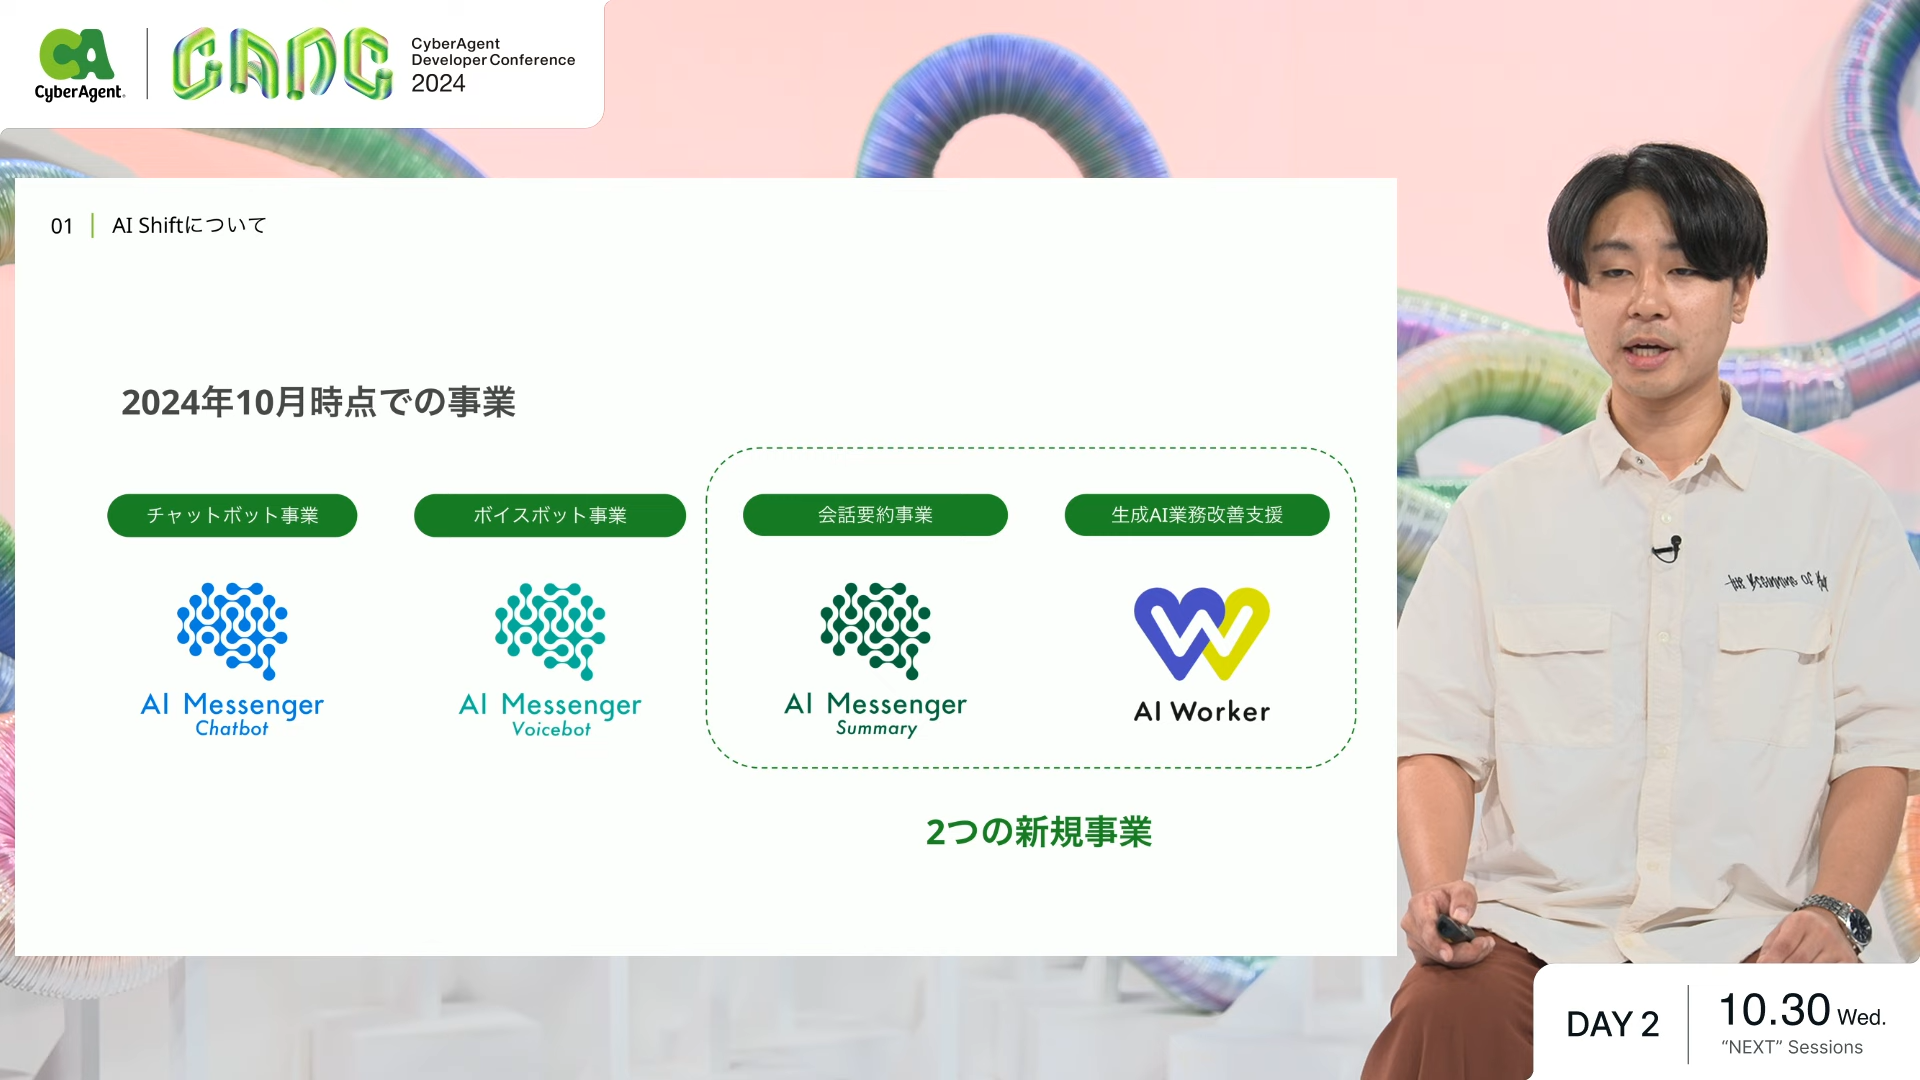 CA
CyberAgent.
CADC
CyberAgent
Developer Conference
2024
01
AI Shiftについて
2024年10月時点での事業
チャットボット事業
ボイスボット事業
会話要約事業
生成AI業務改善支援
AI Messenger
Chatbot
AI Messenger
Voicebot
AI Messenger
Summary
AI Worker
2つの新規事業
DAY 2
10.30 Wed.
“NEXT” Sessions